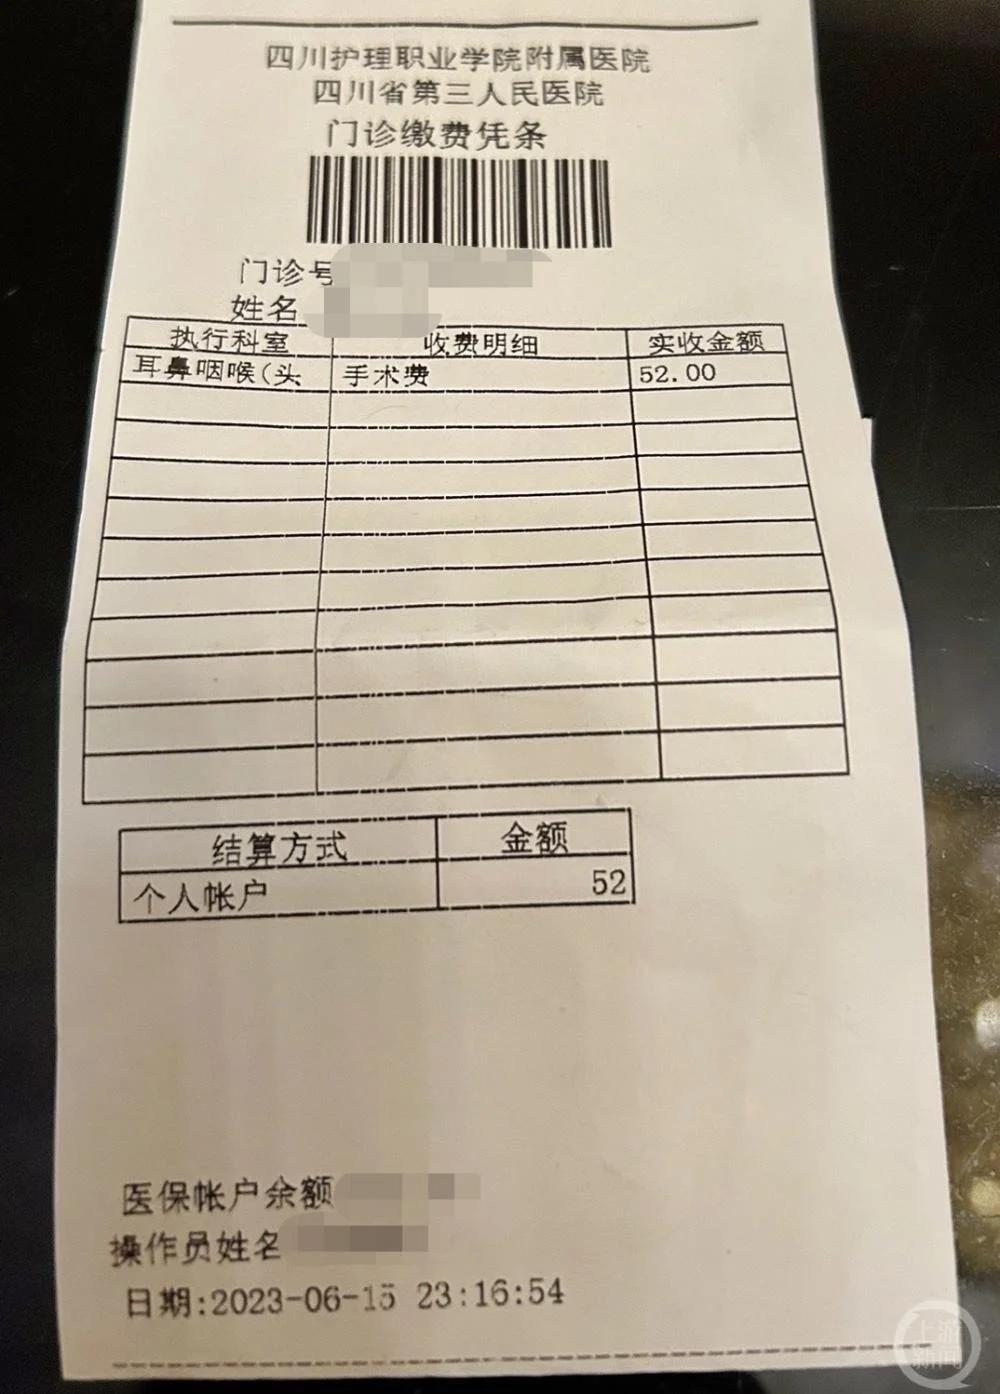 四川护理职业学院附属医院
四川省第三人民医院
门诊缴费凭条
门诊号
姓名
执行科室 收费明细 实收金额
耳鼻咽喉(头 手术费 52.00
结算方式 金额
个人帐户 52
医保帐户余额
操作员姓名
日期:2023-06-15 23:16:54
上游新闻